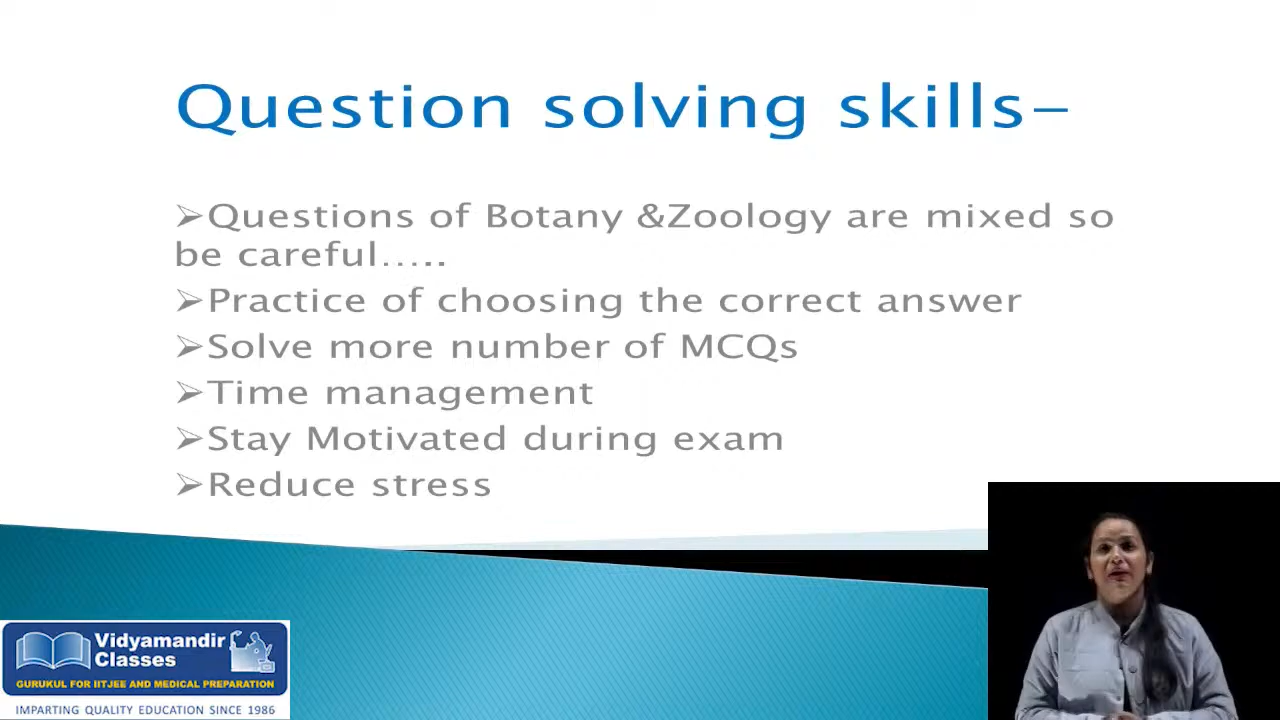 Question solving skills–
➢Questions of Botany &Zoology are mixed so
be careful…..
➢Practice of choosing the correct answer
➢Solve more number of MCQs
➢Time management
➢Stay Motivated during exam
➢Reduce stress
Vidyamandir
Classes
GURUKUL FOR IITJEE AND MEDICAL PREPARATION
IMPARTING QUALITY EDUCATION SINCE 1986